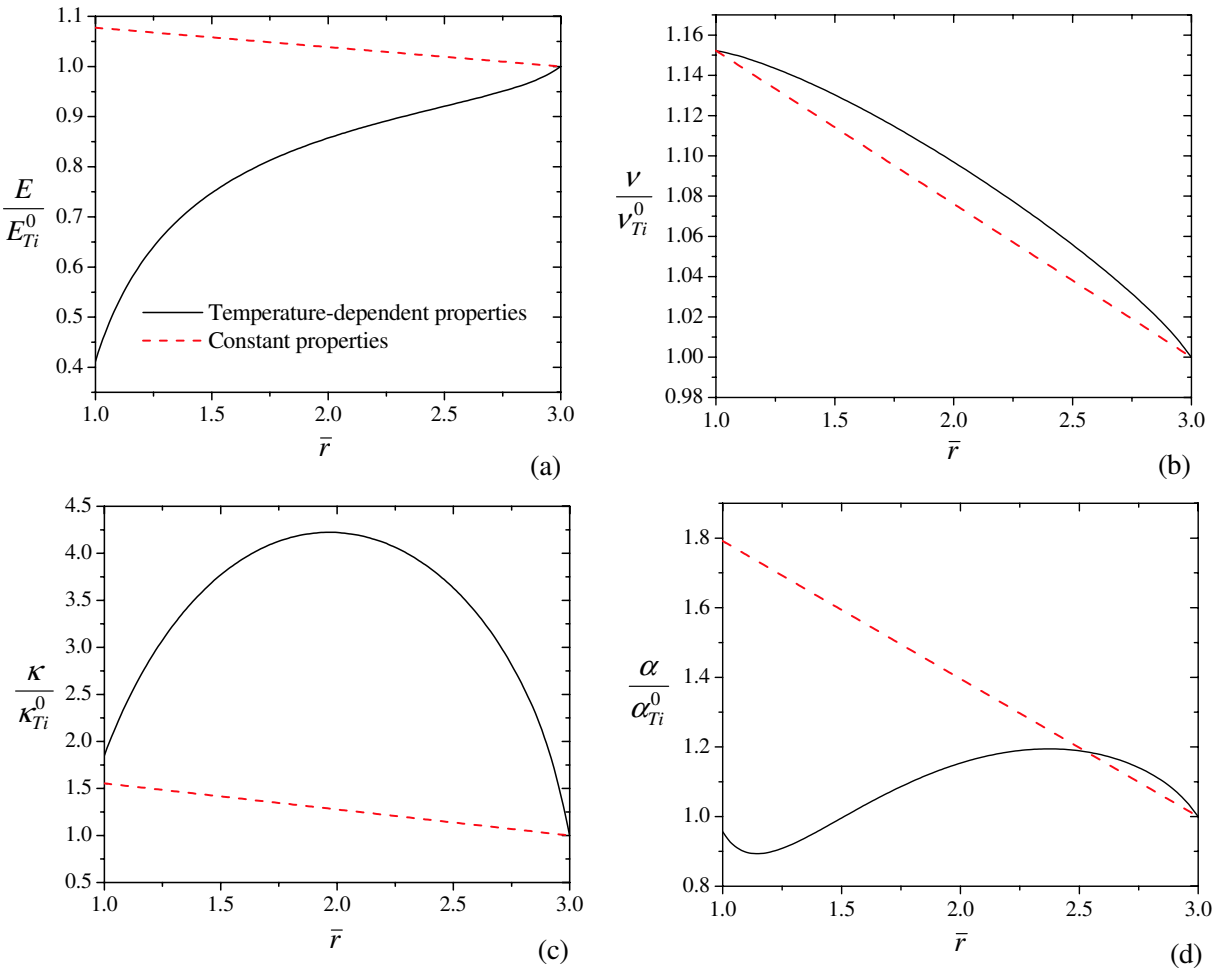 1.1
1.0
0.9
0.8
0.7
0.6
0.5
0.4
E
E⁰_Ti
Temperature-dependent properties
Constant properties
1.0 1.5 2.0 2.5 3.0
r̄
(a)
1.16
1.14
1.12
1.10
1.08
1.06
1.04
1.02
1.00
0.98
ν
ν⁰_Ti
1.0 1.5 2.0 2.5 3.0
r̄
(b)
4.5
4.0
3.5
3.0
2.5
2.0
1.5
1.0
0.5
κ
κ⁰_Ti
1.0 1.5 2.0 2.5 3.0
r̄
(c)
1.8
1.6
1.4
1.2
1.0
0.8
α
α⁰_Ti
1.0 1.5 2.0 2.5 3.0
r̄
(d)